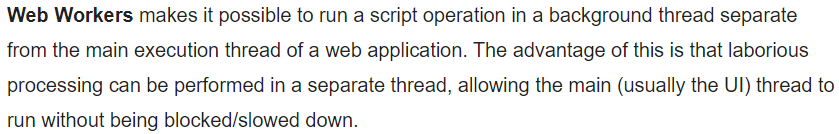 Web Workers makes it possible to run a script operation in a background thread separate
from the main execution thread of a web application. The advantage of this is that laborious
processing can be performed in a separate thread, allowing the main (usually the UI) thread to
run without being blocked/slowed down.